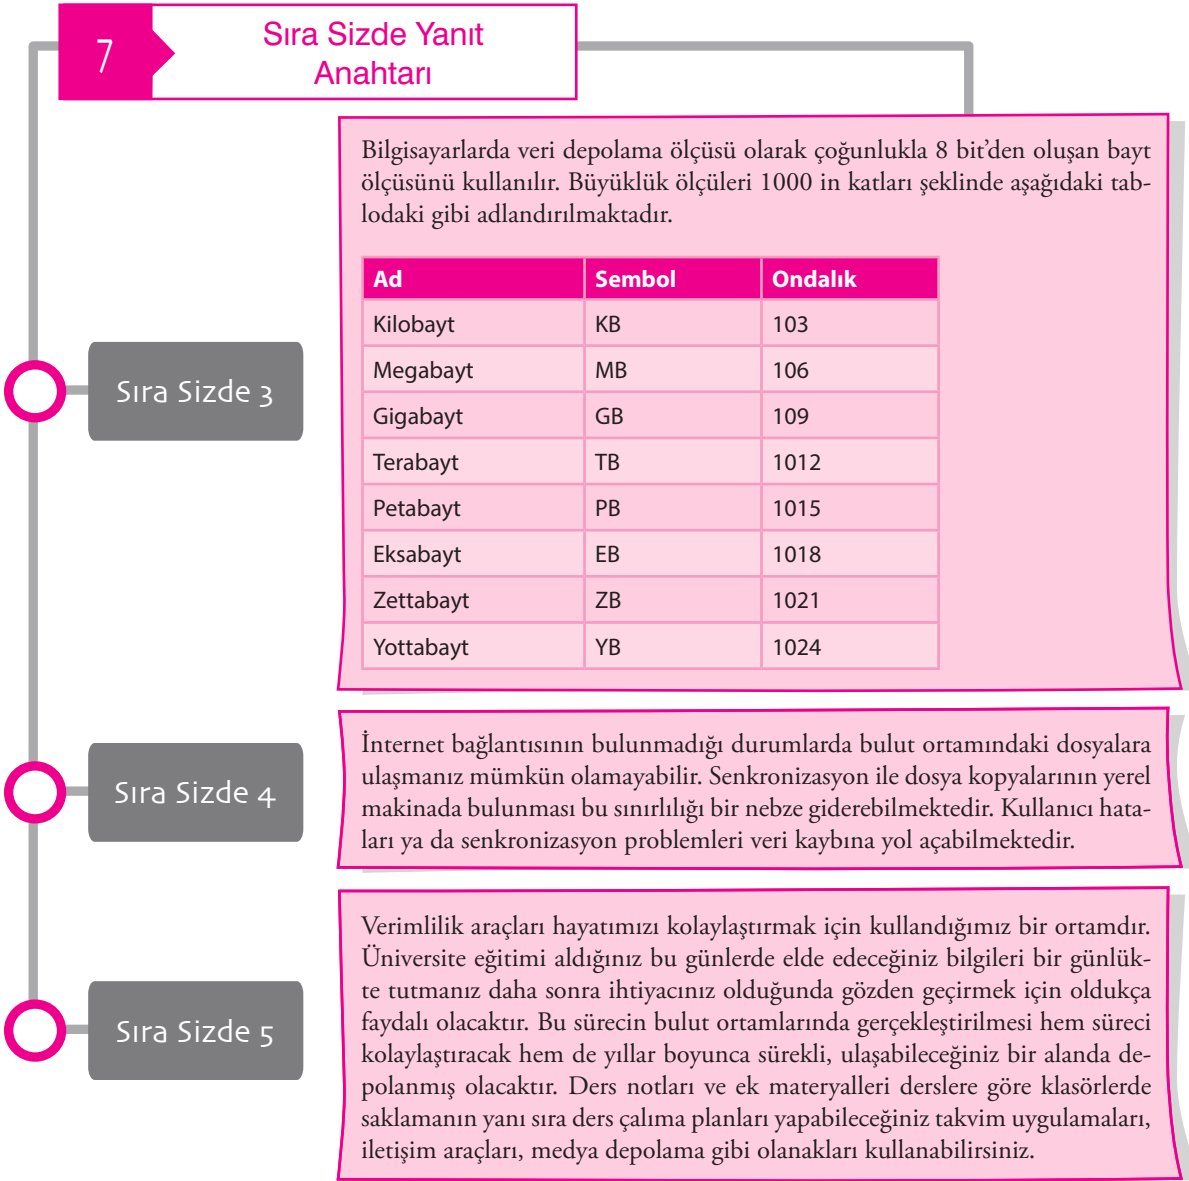 7
Sıra Sizde Yanıt
Anahtarı
Sıra Sizde 3
Bilgisayarlarda veri depolama ölçüsü olarak çoğunlukla 8 bit’den oluşan bayt
ölçüsünü kullanılır. Büyüklük ölçüleri 1000 in katları şeklinde aşağıdaki tab-
lodaki gibi adlandırılmaktadır.
Ad Sembol Ondalık
Kilobayt KB 103
Megabayt MB 106
Gigabayt GB 109
Terabayt TB 1012
Petabayt PB 1015
Eksabayt EB 1018
Zettabayt ZB 1021
Yottabayt YB 1024
Sıra Sizde 4
İnternet bağlantısının bulunmadığı durumlarda bulut ortamındaki dosyalara
ulaşmanız mümkün olamayabilir. Senkronizasyon ile dosya kopyalarının yerel
makinada bulunması bu sınırlılığı bir nebze giderebilmektedir. Kullanıcı hata-
ları ya da senkronizasyon problemleri veri kaybına yol açabilmektedir.
Sıra Sizde 5
Verimlilik araçları hayatımızı kolaylaştırmak için kullandığımız bir ortamdır.
Üniversite eğitimi aldığınız bu günlerde elde edeceğiniz bilgileri bir günlük-
te tutmanız daha sonra ihtiyacınız olduğunda gözden geçirmek için oldukça
faydalı olacaktır. Bu sürecin bulut ortamlarında gerçekleştirilmesi hem süreci
kolaylaştıracak hem de yıllar boyunca sürekli, ulaşabileceğiniz bir alanda de-
polanmış olacaktır. Ders notları ve ek materyalleri derslere göre klasörlerde
saklamanın yanı sıra ders çalıma planları yapabileceğiniz takvim uygulamaları,
iletişim araçları, medya depolama gibi olanakları kullanabilirsiniz.